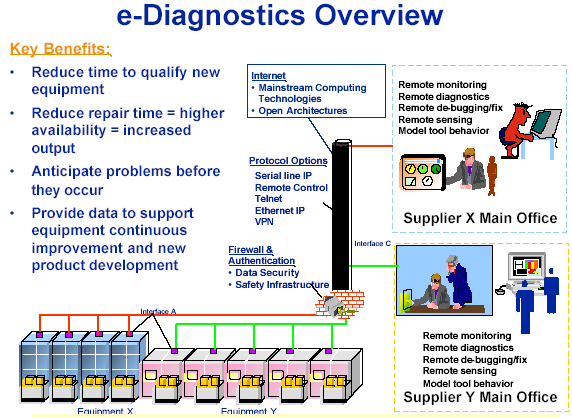 e-Diagnostics Overview
Key Benefits:
• Reduce time to qualify new
equipment
• Reduce repair time = higher
availability = increased
output
• Anticipate problems before
they occur
• Provide data to support
equipment continuous
improvement and new
product development
Internet
• Mainstream Computing
Technologies
• Open Architectures
Protocol Options
Serial line IP
Remote Control
Telnet
Ethernet IP
VPN
Firewall &
Authentication
• Data Security
• Safety Infrastructure
Interface A
Equipment X
Equipment Y
Interface C
Remote monitoring
Remote diagnostics
Remote de-bugging/fix
Remote sensing
Model tool behavior
Supplier X Main Office
Remote monitoring
Remote diagnostics
Remote de-bugging/fix
Remote sensing
Model tool behavior
Supplier Y Main Office